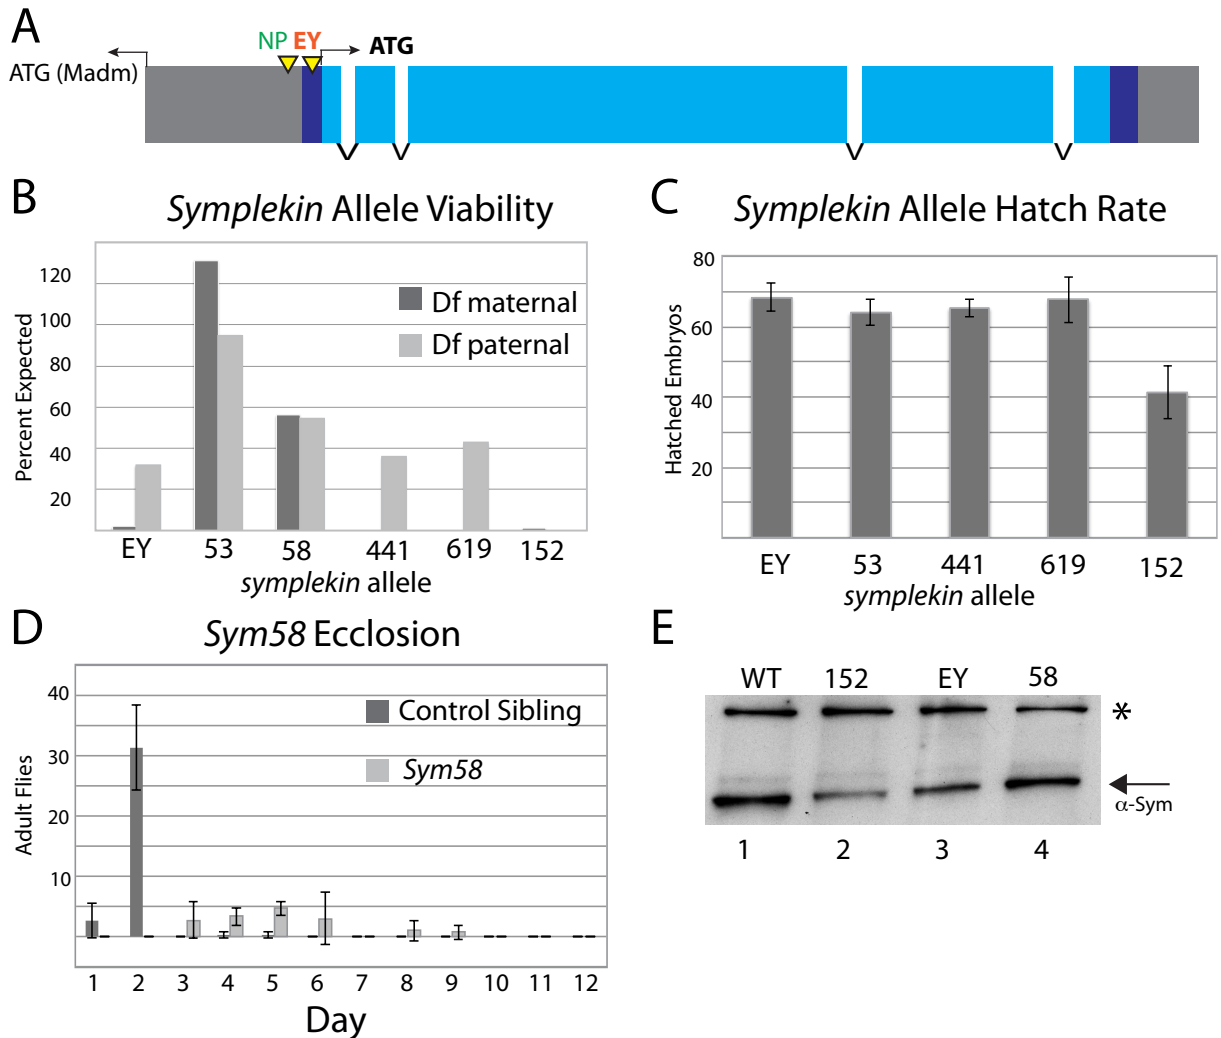 A
NP EY
ATG
ATG (Madm)
B
Symplekin Allele Viability
Percent Expected
120
100
80
60
40
20
Df maternal
Df paternal
EY 53 58 441 619 152
symplekin allele
C
Symplekin Allele Hatch Rate
Hatched Embryos
80
60
40
20
EY 53 441 619 152
symplekin allele
D
Sym58 Ecclosion
Adult Flies
40
30
20
10
Control Sibling
Sym58
1 2 3 4 5 6 7 8 9 10 11 12
Day
E
WT 152 EY 58
*
α-Sym
1 2 3 4